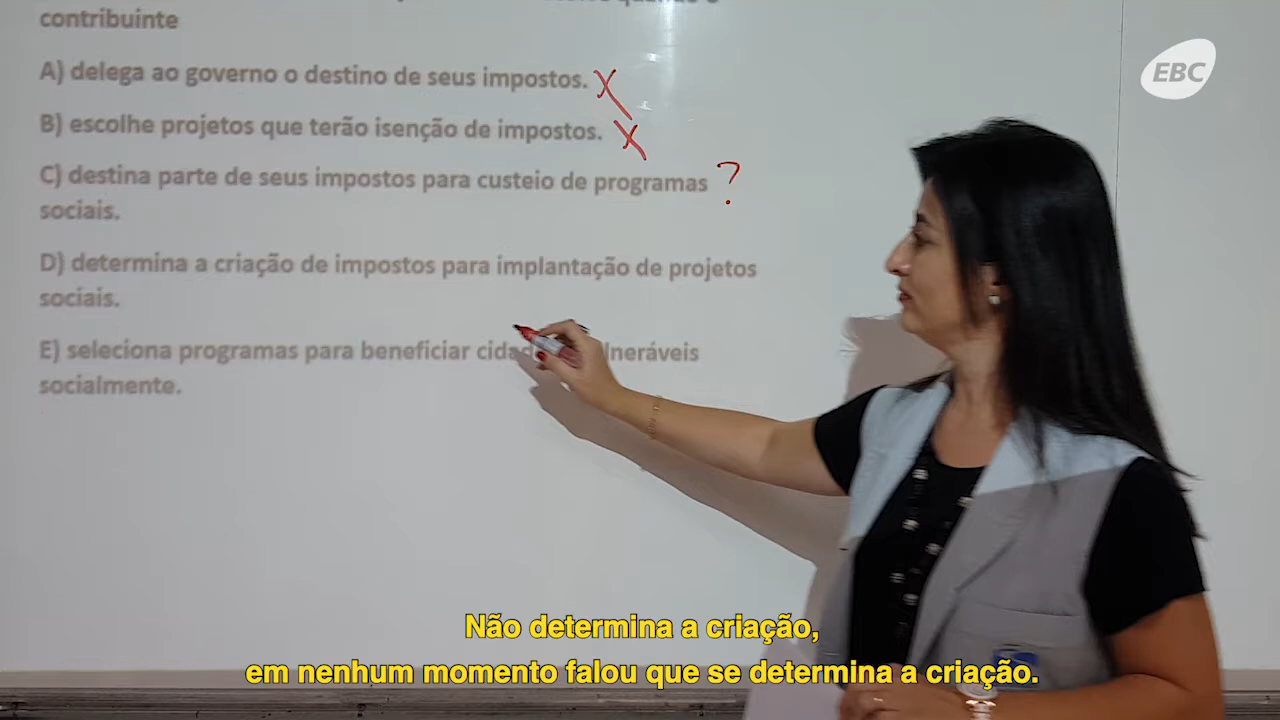 contribuinte
A) delega ao governo o destino de seus impostos. X
B) escolhe projetos que terão isenção de impostos. X
C) destina parte de seus impostos para custeio de programas ?
sociais.
D) determina a criação de impostos para implantação de projetos
sociais.
E) seleciona programas para beneficiar
socialmente.
EBC
Não determina a criação,
em nenhum momento falou que se determina a criação.